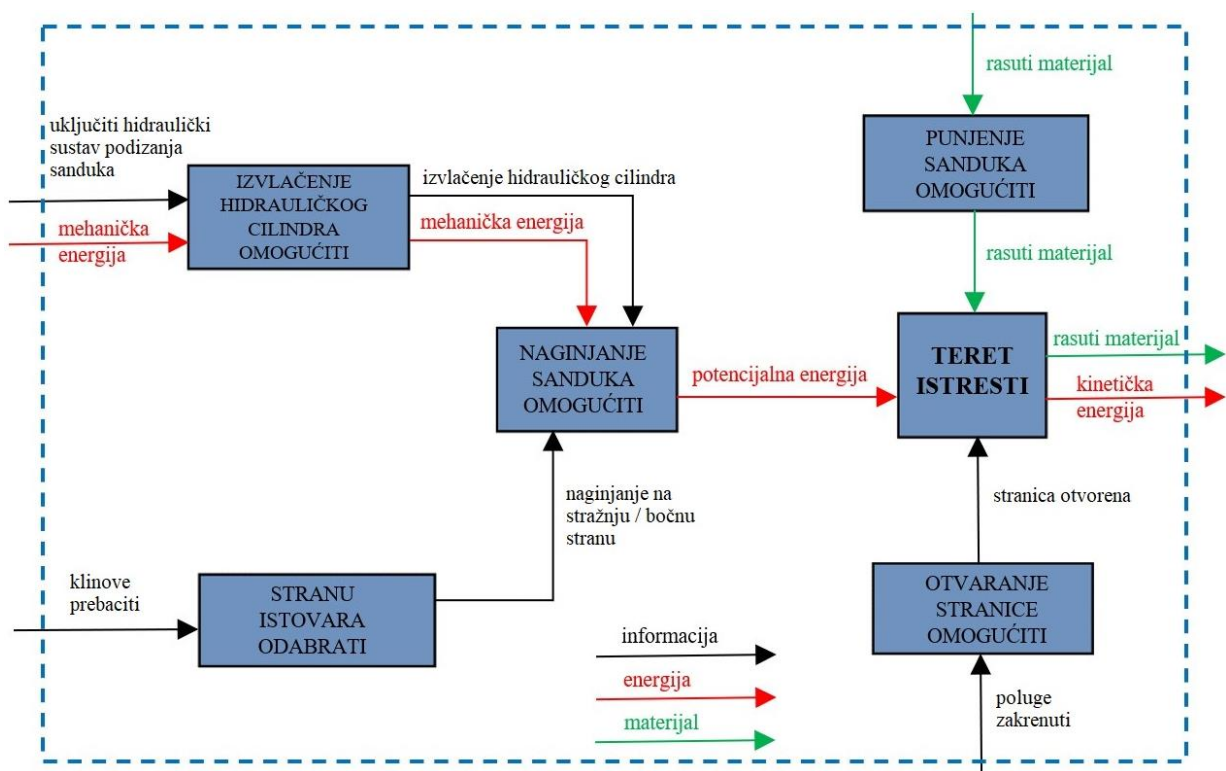 rasuti materijal
uključiti hidraulički
sustav podizanja
sanduka
mehanička
energija
IZVLAČENJE
HIDRAULIČKOG
CILINDRA
OMOGUĆITI
izvlačenje hidrauličkog cilindra
mehanička energija
PUNJENJE
SANDUKA
OMOGUĆITI
rasuti materijal
NAGINJANJE
SANDUKA
OMOGUĆITI
potencijalna energija
TERET
ISTRESTI
rasuti materijal
kinetička
energija
naginjanje na
stražnju / bočnu
stranu
stranica otvorena
klinove
prebaciti
STRANU
ISTOVARA
ODABRATI
OTVARANJE
STRANICE
OMOGUĆITI
informacija
energija
materijal
poluge
zakrenuti